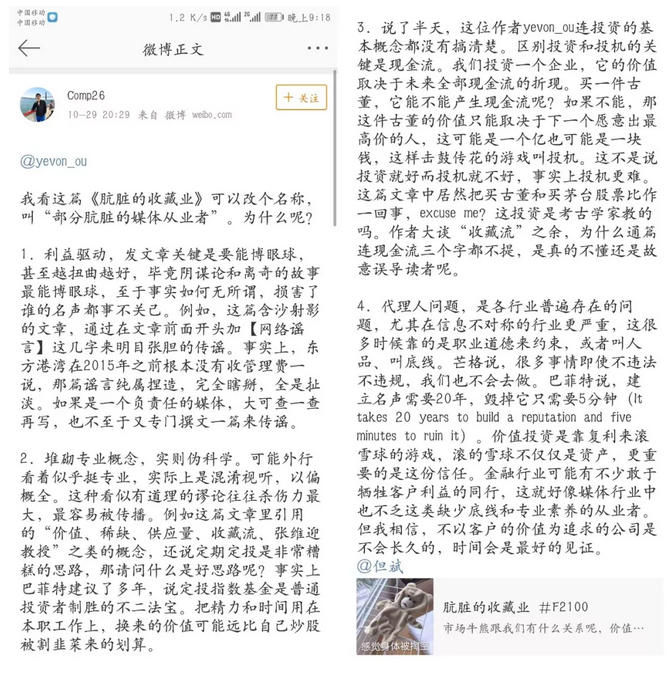 中国移动
中国移动
1.2 K/s HD 4G 2G 晚上9:18
微博正文
Comp26
10-29 20:29 来自 微博 weibo.com
+ 关注
@yevon_ou
我看这篇《肮脏的收藏业》可以改个名称，
叫“部分肮脏的媒体从业者”。为什么呢？
1. 利益驱动，发文章关键是要能博眼球，
甚至越扭曲越好，毕竟阴谋论和离奇的故事
最能博眼球，至于事实如何无所谓，损害了
谁的名声都事不关己。例如，这篇含沙射影
的文章，通过在文章前面开头加【网络谣
言】这几字来明目张胆的传谣。事实上，东
方港湾在2015年之前根本没有收管理费一
说，那篇谣言纯属捏造，完全瞎掰，全是扯
淡。如果是一个负责任的媒体，大可查一查
再写，也不至于又专门撰文一篇来传谣。
2. 堆砌专业概念，实则伪科学。可能外行
看着似乎挺专业，实际上是混淆视听，以偏
概全。这种看似有道理的谬论往往杀伤力最
大，最容易被传播。例如这篇文章里引用
的“价值、稀缺、供应量、收藏流、张维迎
教授”之类的概念，还说定期定投是非常糟
糕的思路，那请问什么是好思路呢？事实上
巴菲特建议了多年，说定投指数基金是普通
投资者制胜的不二法宝。把精力和时间用在
本职工作上，换来的价值可能远比自己炒股
被割韭菜来的划算。
3. 说了半天，这位作者yevon_ou连投资的基
本概念都没有搞清楚。区别投资和投机的关
键是现金流。我们投资一个企业，它的价值
取决于未来全部现金流的折现。买一件古
董，它能不能产生现金流呢？如果不能，那
这件古董的价值只能取决于下一个愿意出最
高价的人，这可能是一个亿也可能是一块
钱，这样击鼓传花的游戏叫投机。这不是说
投资就好而投机就不好，事实上投机更难。
这篇文章中居然把买古董和买茅台股票比作
一回事，excuse me？这投资是考古学家教的
吗。作者大谈“收藏流”之余，为什么通篇
连现金流三个字都不提，是真的不懂还是故
意误导读者呢。
4. 代理人问题，是各行业普遍存在的问
题，尤其在信息不对称的行业更严重，这很
多时候靠的是职业道德来约束，或者叫人
品、叫底线。芒格说，很多事情即使不违法
不违规，我们也不会去做。巴菲特说，建
立名声需要20年，毁掉它只需要5分钟（It
takes 20 years to build a reputation and five
minutes to ruin it）。价值投资是靠复利来滚
雪球的游戏，滚的雪球不仅仅是资产，更重
要的是这份信任。金融行业可能有不少敢于
牺牲客户利益的同行，这就好像媒体行业中
也不乏这类缺少底线和专业素养的从业者。
但我相信，不以客户的价值为追求的公司是
不会长久的，时间会是最好的见证。
@但斌
肮脏的收藏业 #F2100
市场牛熊跟我们有什么关系呢，价值…
感觉身体被掏空